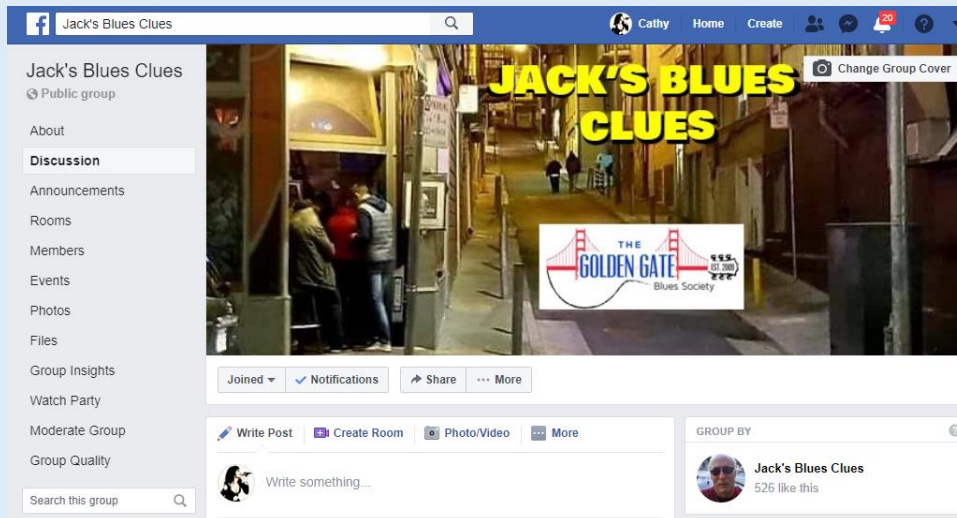 Jack's Blues Clues
Cathy
Home
Create
20
Jack's Blues Clues
Public group
About
Discussion
Announcements
Rooms
Members
Events
Photos
Files
Group Insights
Watch Party
Moderate Group
Group Quality
Search this group
JACK'S BLUES
CLUES
Change Group Cover
THE
GOLDEN GATE
EST. 2009
Blues Society
Joined
Notifications
Share
More
Write Post
Create Room
Photo/Video
More
Write something...
GROUP BY
Jack's Blues Clues
526 like this